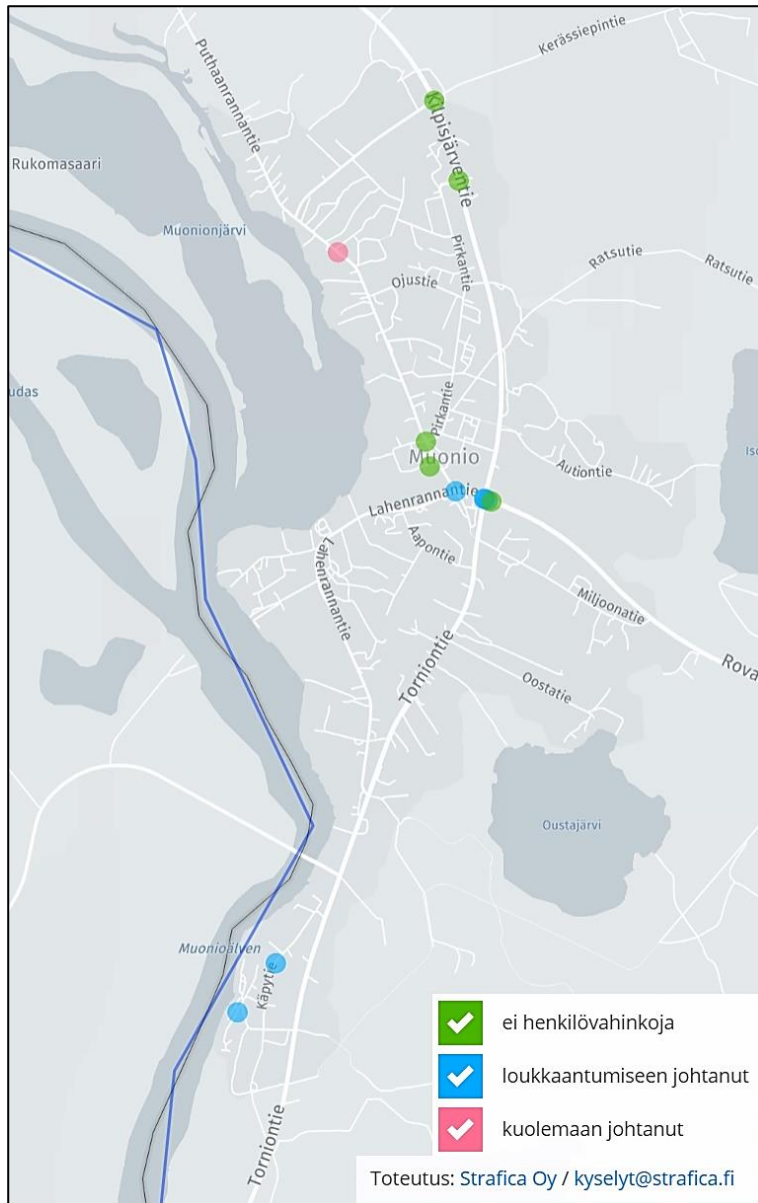 Kerässiepintie
Puthaanrannantie
Kilpisjärventie
Rukomasaari
Muonionjärvi
Pirkantie
Ratsutie
Ratsutie
Ojustie
udas
Pirkantie
Muonio
Autiontie
Iso
Lahenrannantie
Aapontie
Lahenrannantie
Miljoonatie
Torniontie
Oostatie
Rova
Oustajärvi
Muonioälven
Käpytie
ei henkilövahinkoja
loukkaantumiseen johtanut
Torniontie
kuolemaan johtanut
Toteutus: Strafica Oy / kyselyt@strafica.fi